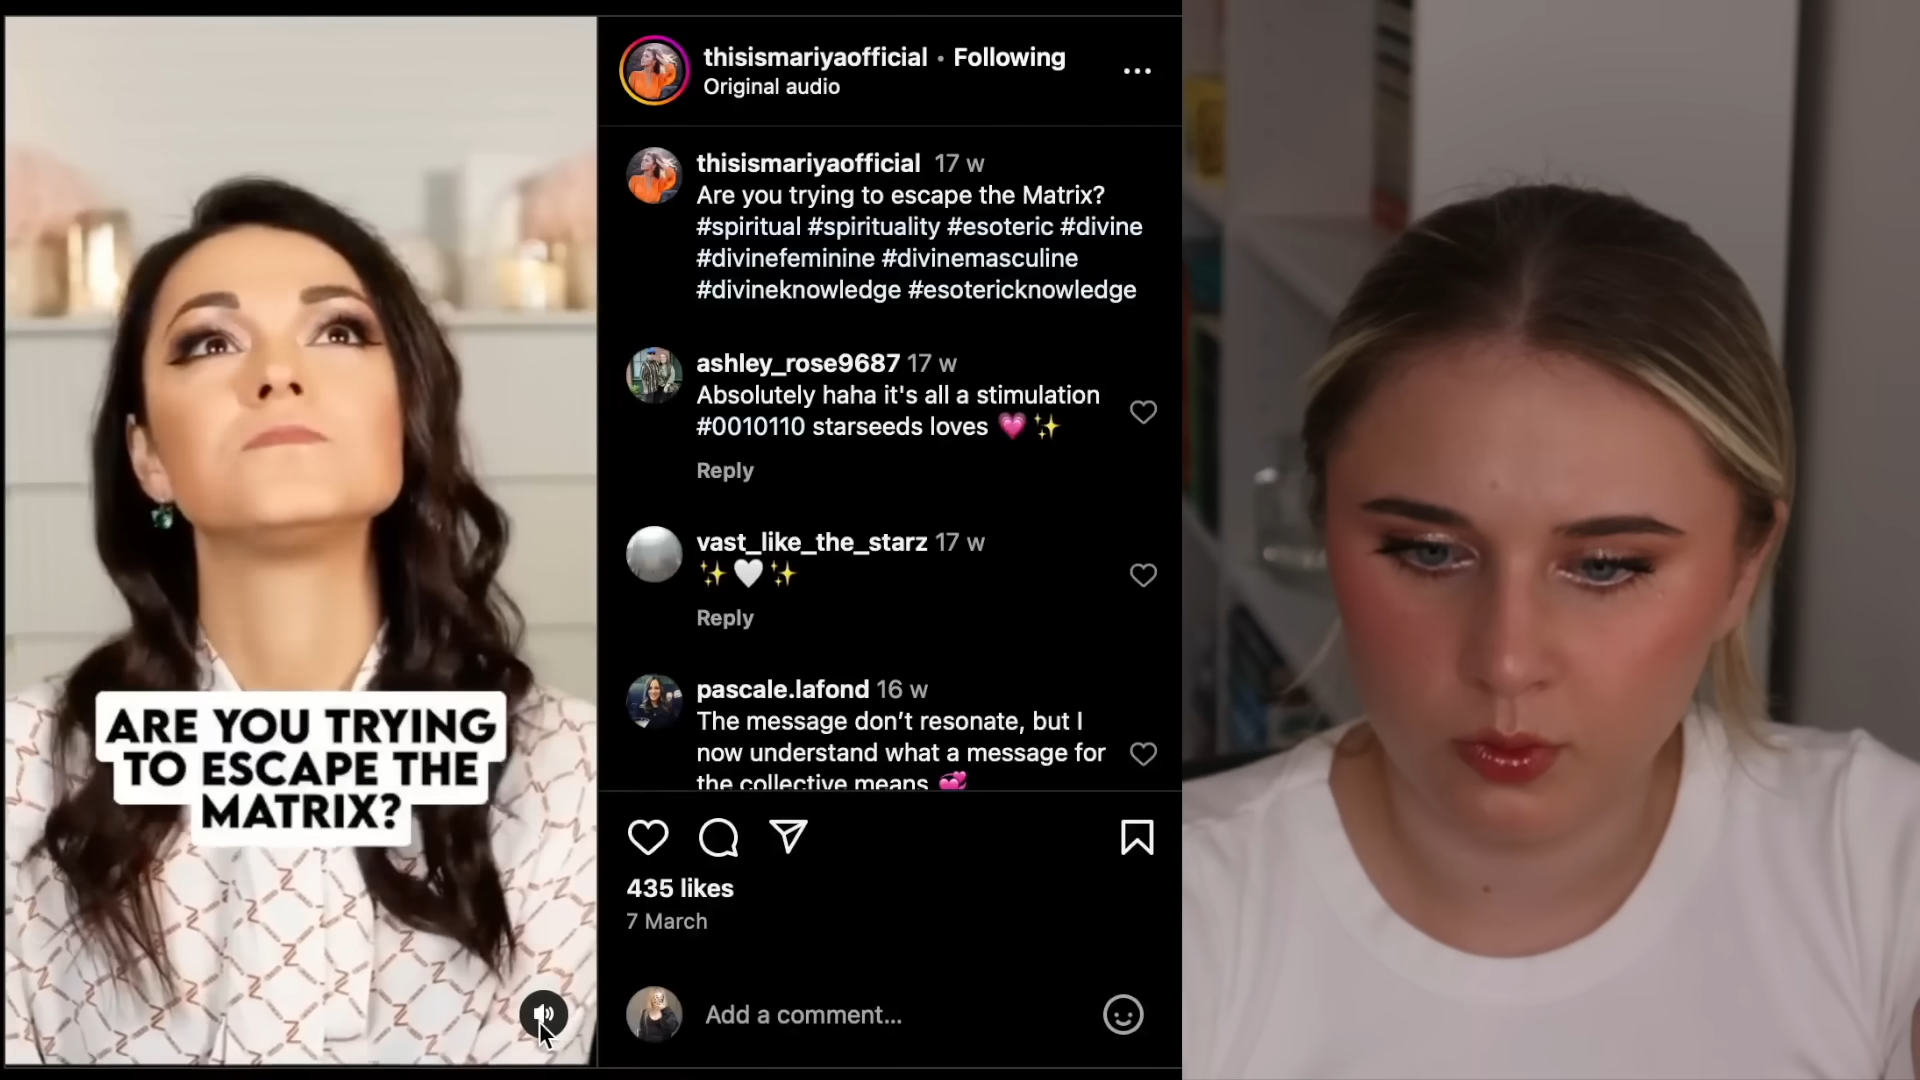 thisismariyaofficial • Following
Original audio
thisismariyaofficial 17 w
Are you trying to escape the Matrix?
#spiritual #spirituality #esoteric #divine
#divinefeminine #divinemasculine
#divineknowledge #esotericknowledge
ashley_rose9687 17 w
Absolutely haha it's all a stimulation
#0010110 starseeds loves 💗✨
Reply
vast_like_the_starz 17 w
✨🤍✨
Reply
pascale.lafond 16 w
The message don’t resonate, but I
now understand what a message for
the collective means 💞
435 likes
7 March
Add a comment...
ARE YOU TRYING
TO ESCAPE THE
MATRIX?